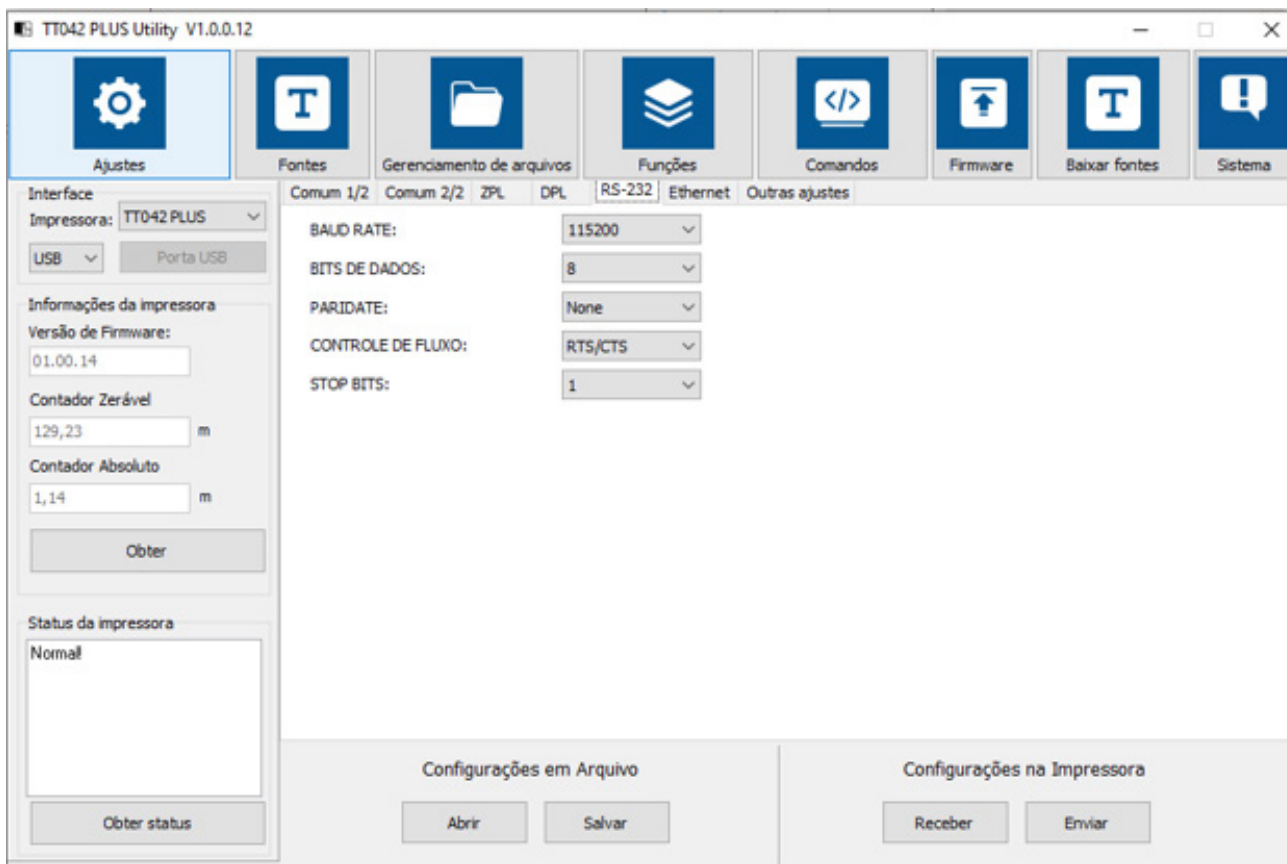 TT042 PLUS Utility V1.0.0.12
Ajustes
Fontes
Gerenciamento de arquivos
Funções
Comandos
Firmware
Baixar fontes
Sistema
Interface
Impressora: TT042 PLUS
USB Porta USB
Informações da impressora
Versão de Firmware:
01.00.14
Contador Zerável
129,23 m
Contador Absoluto
1,14 m
Obter
Status da impressora
Normal!
Obter status
Comum 1/2 Comum 2/2 ZPL DPL RS-232 Ethernet Outras ajustes
BAUD RATE: 115200
BITS DE DADOS: 8
PARIDATE: None
CONTROLE DE FLUXO: RTS/CTS
STOP BITS: 1
Configurações em Arquivo
Abrir Salvar
Configurações na Impressora
Receber Enviar